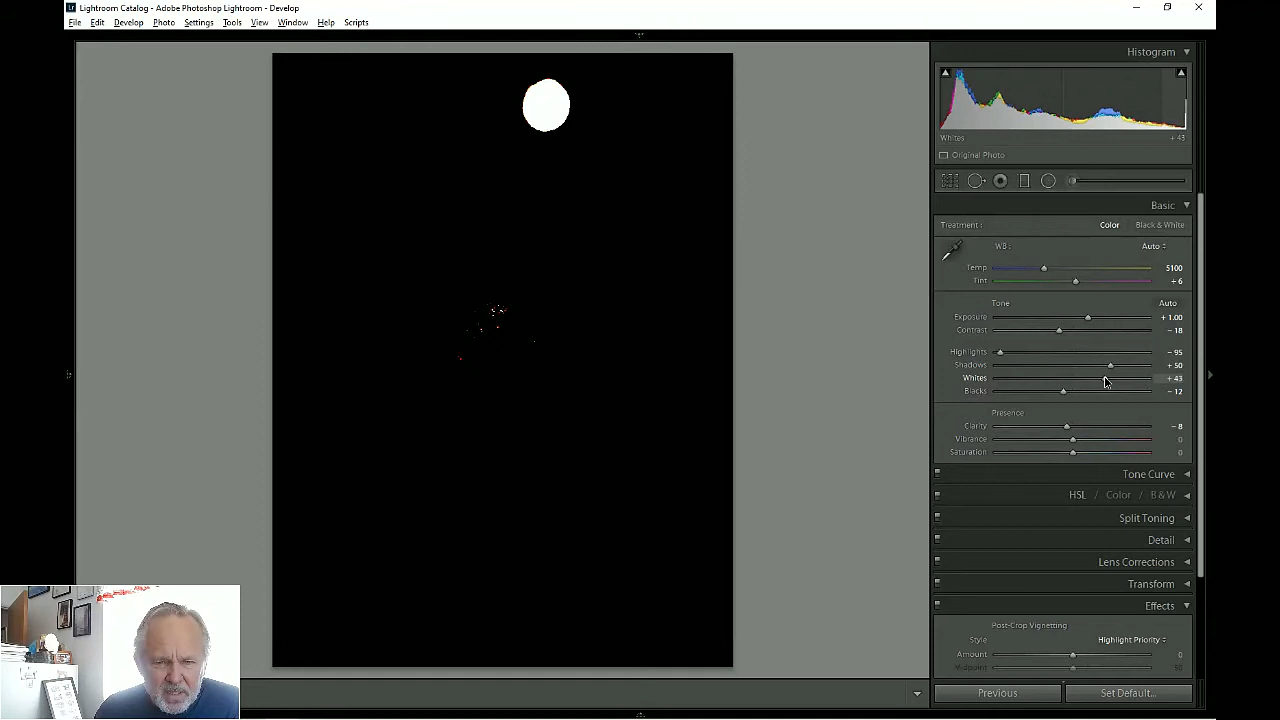 Lightroom Catalog - Adobe Photoshop Lightroom - Develop
File Edit Develop Photo Settings Tools View Window Help Scripts
Histogram
Whites + 43
Original Photo
Basic
Treatment : Color Black & White
WB : Auto
Temp 5100
Tint + 6
Tone Auto
Exposure + 1.00
Contrast - 18
Highlights - 95
Shadows + 50
Whites + 43
Blacks - 12
Presence
Clarity - 8
Vibrance 0
Saturation 0
Tone Curve
HSL / Color / B & W
Split Toning
Detail
Lens Corrections
Transform
Effects
Post-Crop Vignetting
Style Highlight Priority
Amount 0
Midpoint 50
Previous Set Default...